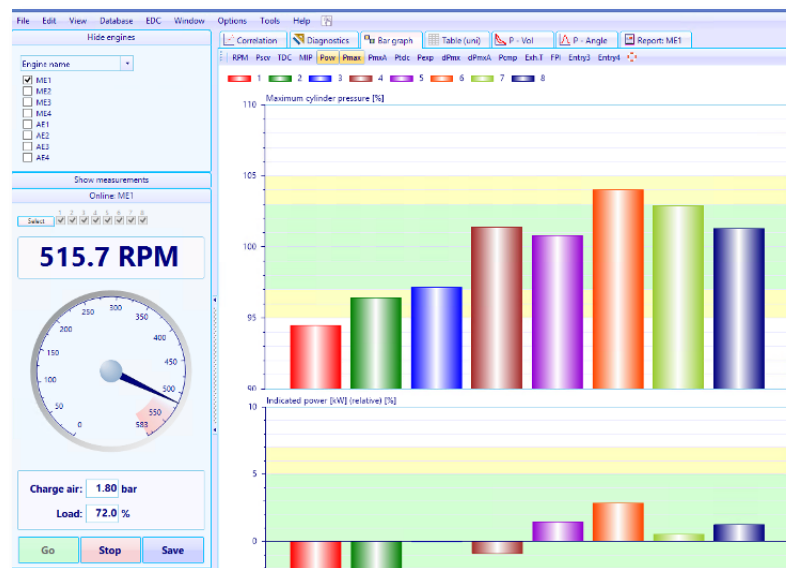 File Edit View Database EDC Window Options Tools Help
Hide engines
Engine name
ME1
ME2
ME3
ME4
AE1
AE2
AE3
AE4
Show measurements
Online: ME1
1 2 3 4 5 6 7 8
Select
515.7 RPM
0
50
100
150
200
250
300
350
400
450
500
550
583
Charge air: 1.80 bar
Load: 72.0 %
Go Stop Save
Correlation Diagnostics Bar graph Table (uni) P - Vol P - Angle Report: ME1
RPM Pscv TDC MIP Pow Pmax PmxA Ptdc Pexp dPmx dPmxA Pcmp Exh.T FPI Entry3 Entry4
1 2 3 4 5 6 7 8
Maximum cylinder pressure [%]
110
105
100
95
90
Indicated power [kW] (relative) [%]
10
5
0